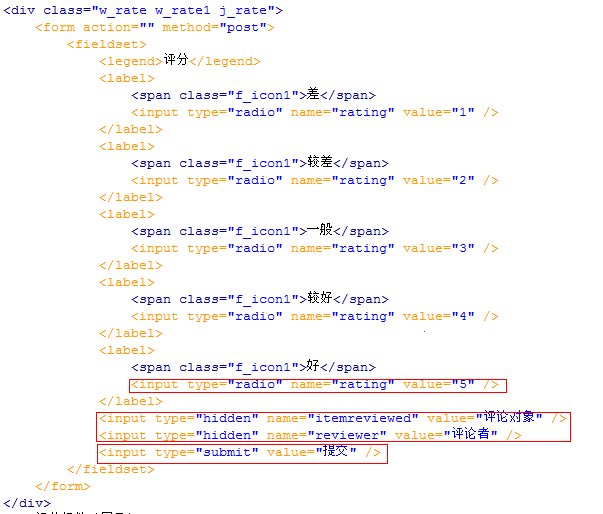 <div class="w_rate w_rate1 j_rate">
<form action="" method="post">
<fieldset>
<legend>评分</legend>
<label>
<span class="f_icon1">差</span>
<input type="radio" name="rating" value="1" />
</label>
<label>
<span class="f_icon1">较差</span>
<input type="radio" name="rating" value="2" />
</label>
<label>
<span class="f_icon1">一般</span>
<input type="radio" name="rating" value="3" />
</label>
<label>
<span class="f_icon1">较好</span>
<input type="radio" name="rating" value="4" />
</label>
<label>
<span class="f_icon1">好</span>
<input type="radio" name="rating" value="5" />
</label>
<input type="hidden" name="itemreviewed" value="评论对象" />
<input type="hidden" name="reviewer" value="评论者" />
<input type="submit" value="提交" />
</fieldset>
</form>
</div>